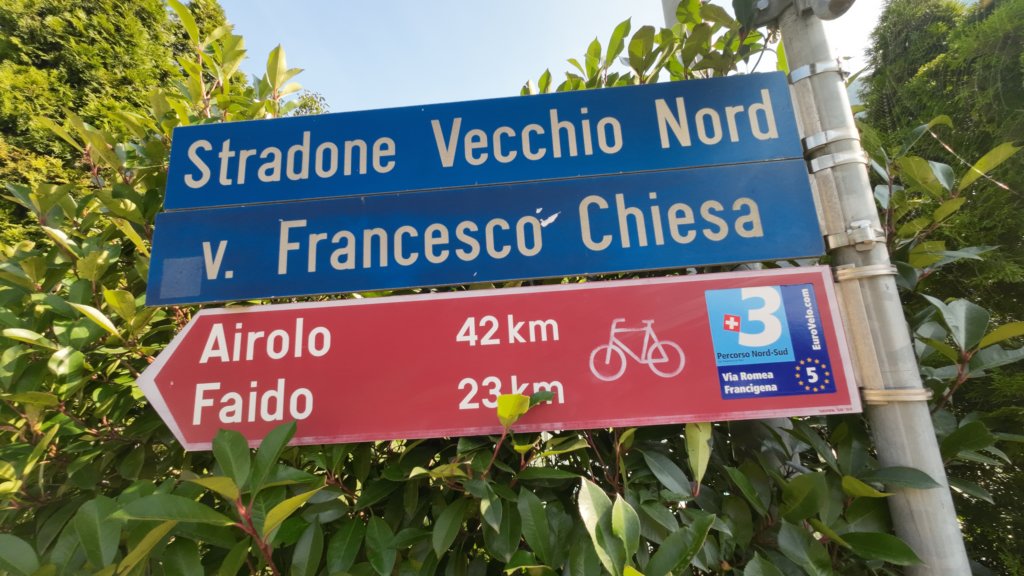 Stradone Vecchio Nord
v. Francesco Chiesa
Airolo 42 km
Faido 23 km
3
Percorso Nord-Sud
Via Romea
Francigena
EuroVelo.com
5